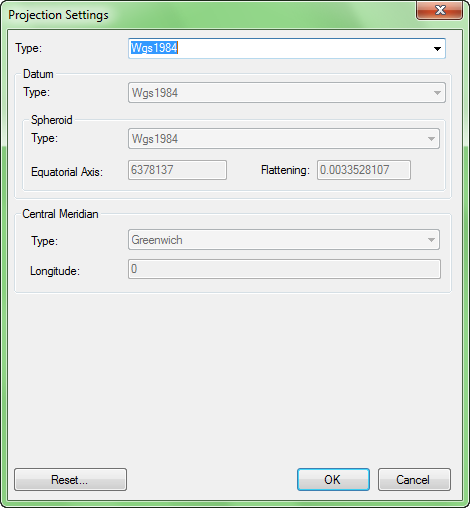 Projection Settings
Type: Wgs1984
Datum
Type: Wgs1984
Spheroid
Type: Wgs1984
Equatorial Axis: 6378137 Flattening: 0.0033528107
Central Meridian
Type: Greenwich
Longitude: 0
Reset... OK Cancel